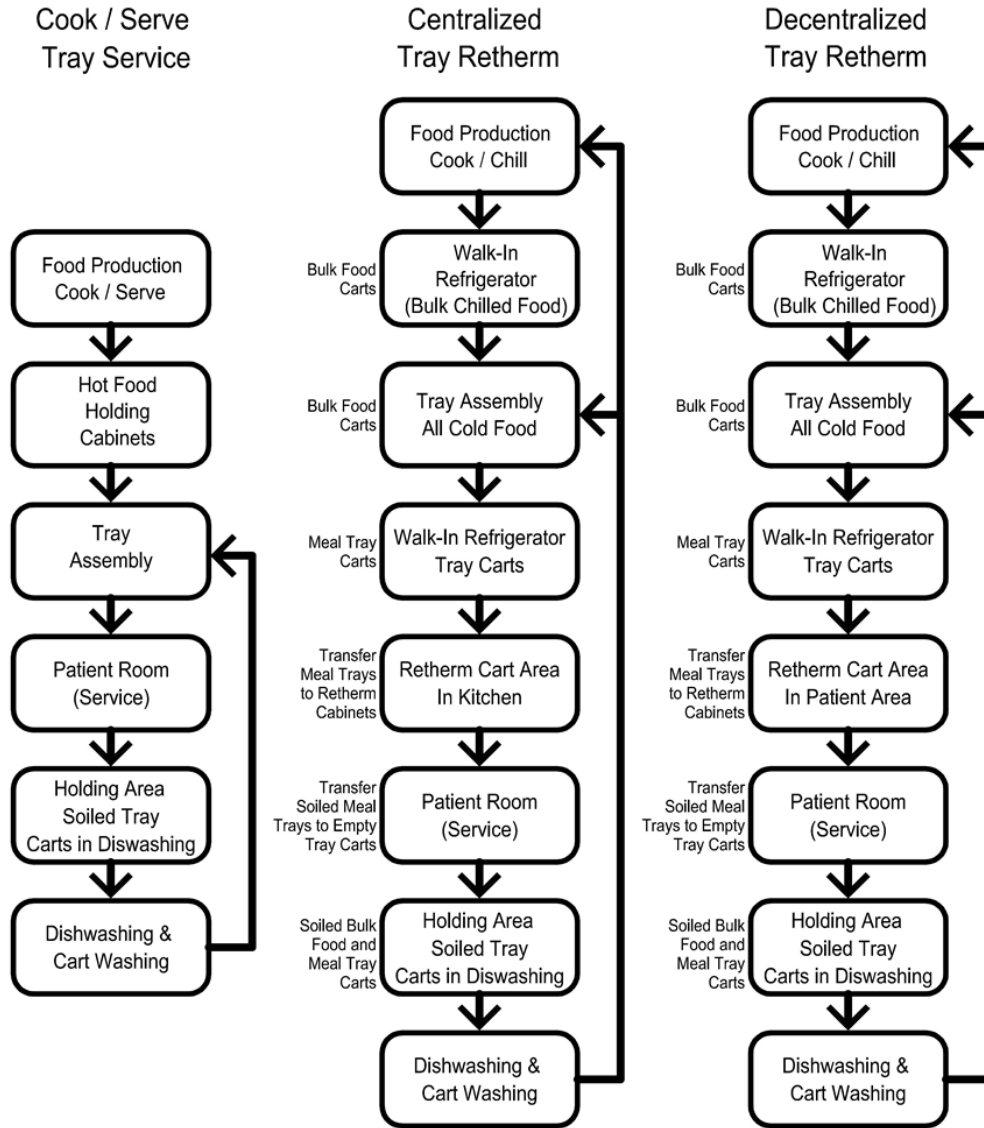 Cook / Serve
Tray Service
Food Production
Cook / Serve
Hot Food
Holding
Cabinets
Tray
Assembly
Patient Room
(Service)
Holding Area
Soiled Tray
Carts in Diswashing
Dishwashing &
Cart Washing
Centralized
Tray Retherm
Food Production
Cook / Chill
Bulk Food
Carts
Walk-In
Refrigerator
(Bulk Chilled Food)
Bulk Food
Carts
Tray Assembly
All Cold Food
Meal Tray
Carts
Walk-In Refrigerator
Tray Carts
Transfer
Meal Trays
to Retherm
Cabinets
Retherm Cart Area
In Kitchen
Transfer
Soiled Meal
Trays to Empty
Tray Carts
Patient Room
(Service)
Soiled Bulk
Food and
Meal Tray
Carts
Holding Area
Soiled Tray
Carts in Diswashing
Dishwashing &
Cart Washing
Decentralized
Tray Retherm
Food Production
Cook / Chill
Bulk Food
Carts
Walk-In
Refrigerator
(Bulk Chilled Food)
Bulk Food
Carts
Tray Assembly
All Cold Food
Meal Tray
Carts
Walk-In Refrigerator
Tray Carts
Transfer
Meal Trays
to Retherm
Cabinets
Retherm Cart Area
In Patient Area
Transfer
Soiled Meal
Trays to Empty
Tray Carts
Patient Room
(Service)
Soiled Bulk
Food and
Meal Tray
Carts
Holding Area
Soiled Tray
Carts in Diswashing
Dishwashing &
Cart Washing